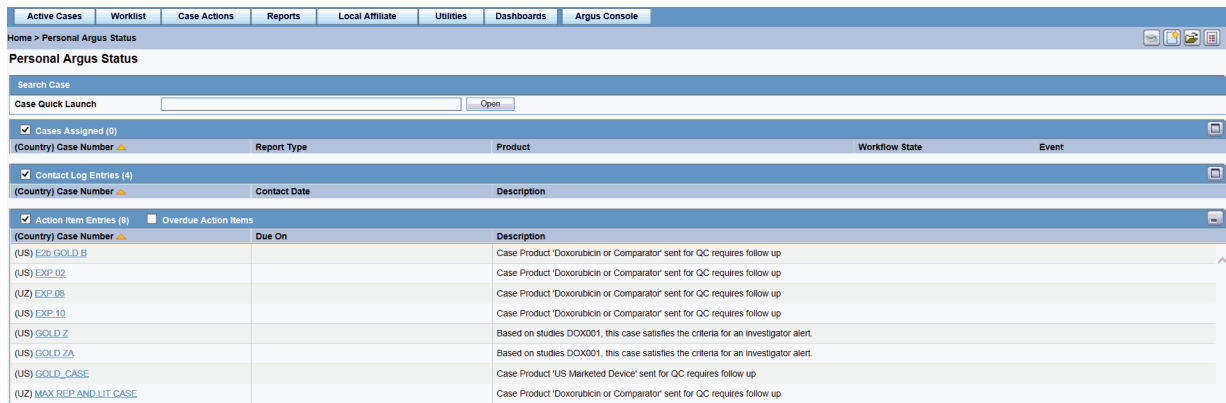 Active Cases Worklist Case Actions Reports Local Affiliate Utilities Dashboards Argus Console
Home > Personal Argus Status
Personal Argus Status
Search Case
Case Quick Launch Open
Cases Assigned (0)
(Country) Case Number Report Type Product Workflow State Event
Contact Log Entries (4)
(Country) Case Number Contact Date Description
Action Item Entries (8) Overdue Action Items
(Country) Case Number Due On Description
(US) E2b GOLD B Case Product 'Doxorubicin or Comparator' sent for QC requires follow up
(US) EXP 02 Case Product 'Doxorubicin or Comparator' sent for QC requires follow up
(UZ) EXP 08 Case Product 'Doxorubicin or Comparator' sent for QC requires follow up
(US) EXP 10 Case Product 'Doxorubicin or Comparator' sent for QC requires follow up
(US) GOLD Z Based on studies DOX001, this case satisfies the criteria for an investigator alert.
(US) GOLD ZA Based on studies DOX001, this case satisfies the criteria for an investigator alert.
(US) GOLD_CASE Case Product 'US Marketed Device' sent for QC requires follow up
(UZ) MAX REP AND LIT CASE Case Product 'Doxorubicin or Comparator' sent for QC requires follow up